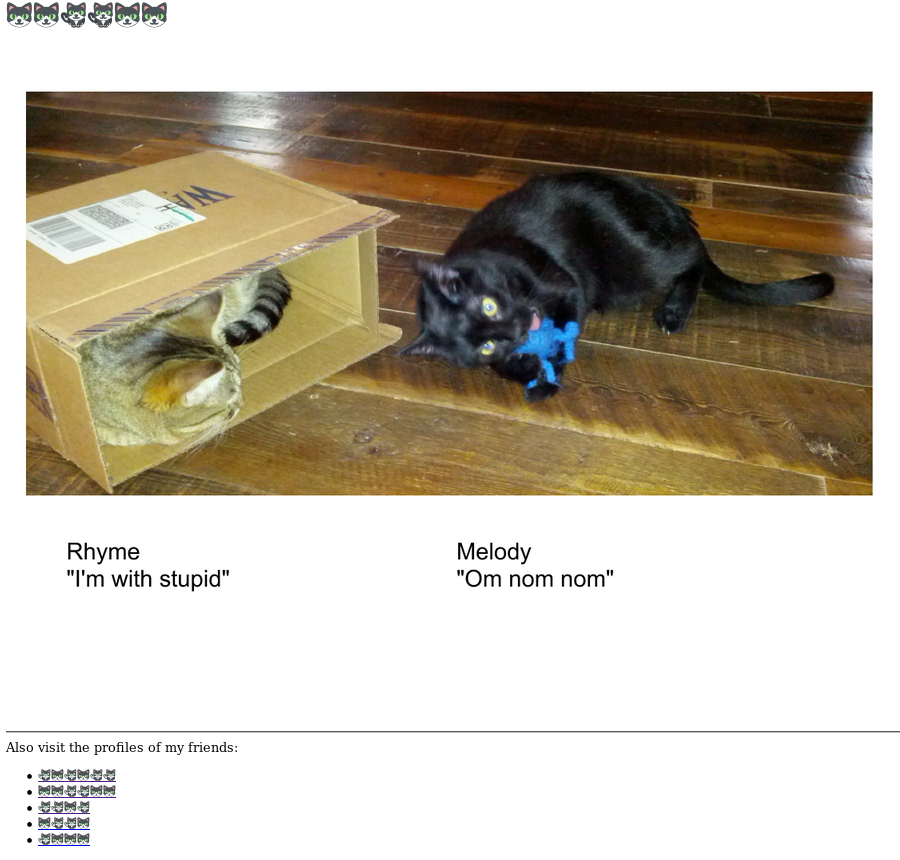 Rhyme
"I'm with stupid"
Melody
"Om nom nom"
Also visit the profiles of my friends: